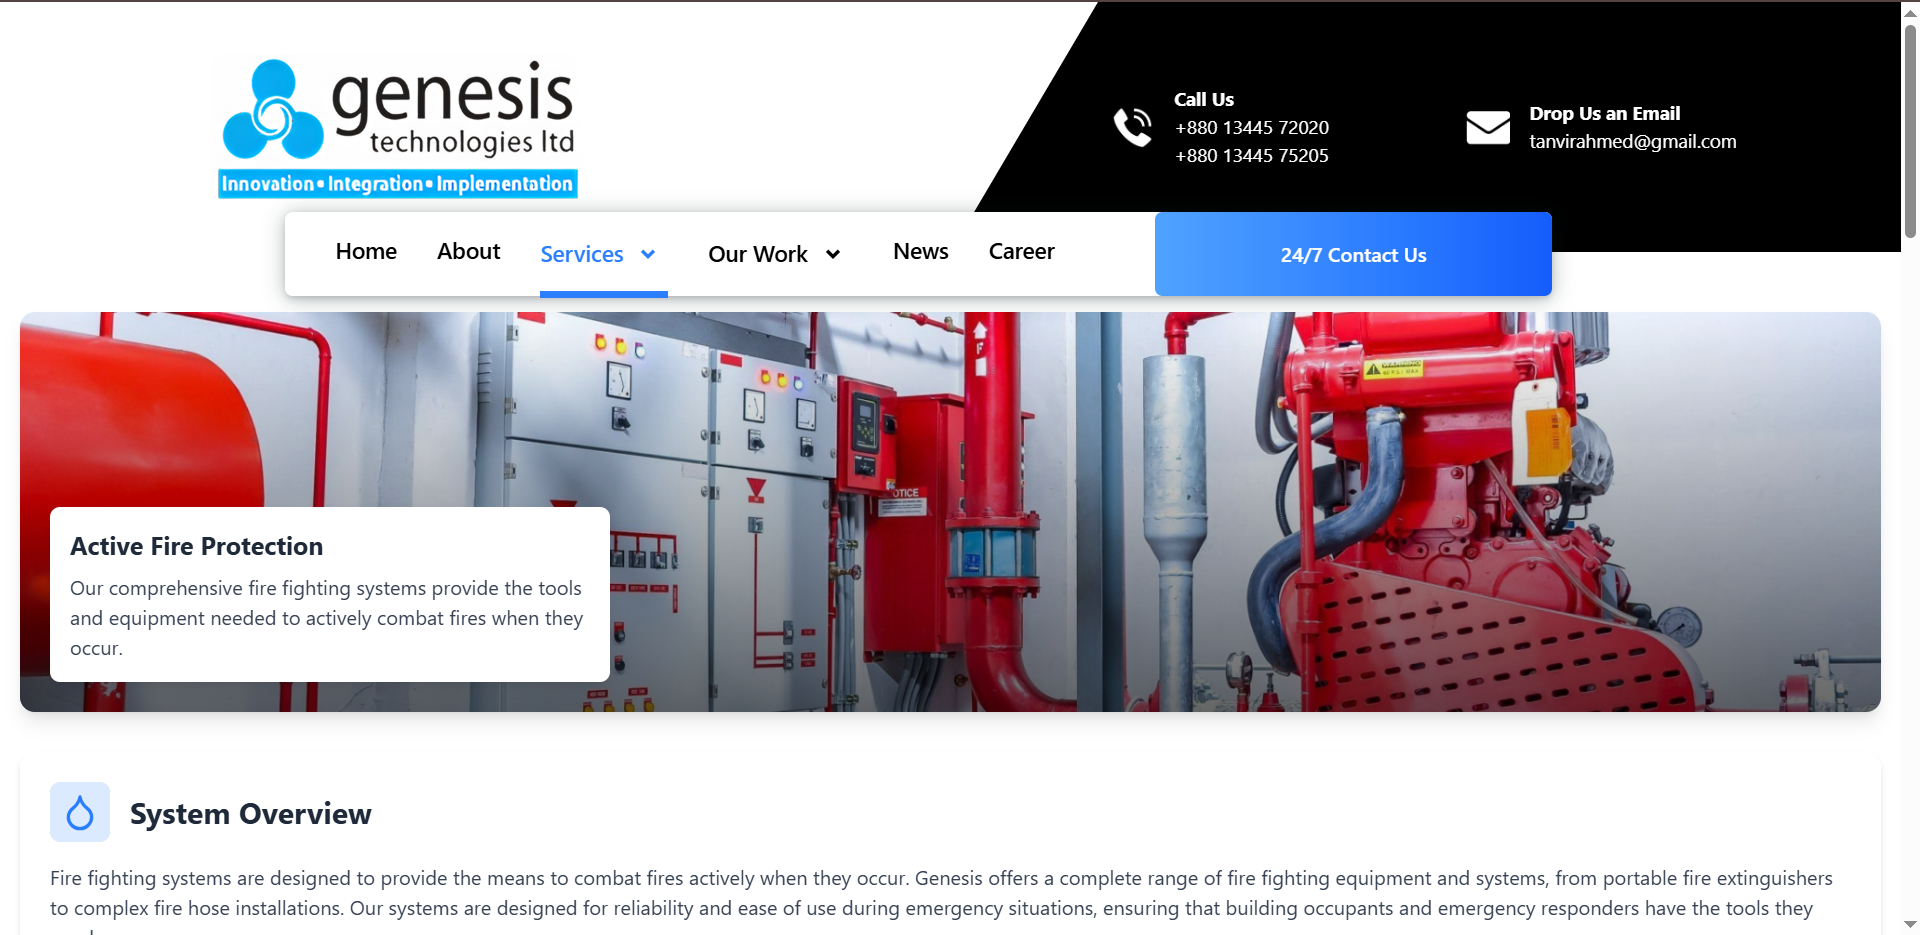 genesis
technologies ltd
Innovation • Integration • Implementation
Call Us
+880 13445 72020
+880 13445 75205
Drop Us an Email
tanvirahmed@gmail.com
Home
About
Services
Our Work
News
Career
24/7 Contact Us
F
WARNING
NOTICE
Active Fire Protection
Our comprehensive fire fighting systems provide the tools
and equipment needed to actively combat fires when they
occur.
System Overview
Fire fighting systems are designed to provide the means to combat fires actively when they occur. Genesis offers a complete range of fire fighting equipment and systems, from portable fire extinguishers
to complex fire hose installations. Our systems are designed for reliability and ease of use during emergency situations, ensuring that building occupants and emergency responders have the tools they